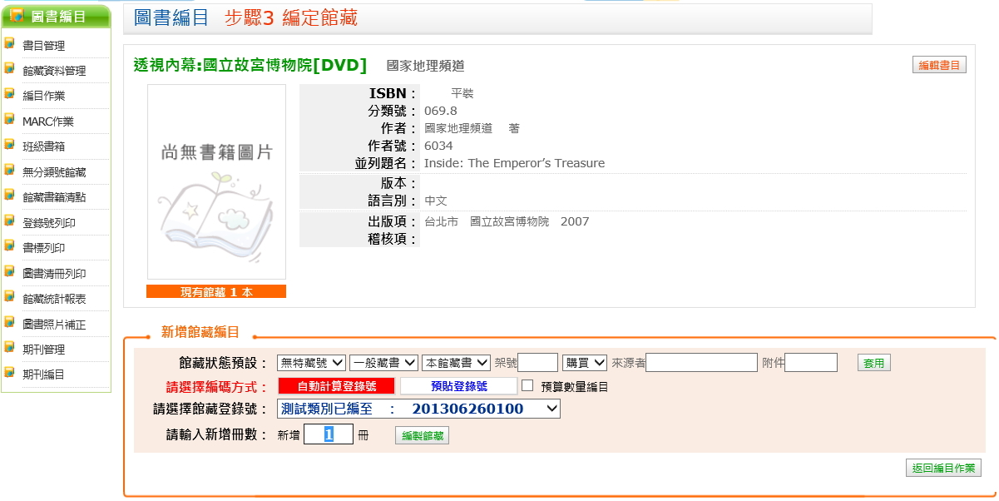 圖書編目
書目管理
館藏資料管理
編目作業
MARC作業
班級書箱
無分類號館藏
館藏書籍清點
登錄號列印
書標列印
圖書清冊列印
館藏統計報表
圖書照片補正
期刊管理
期刊編目
圖書編目 步驟3 編定館藏
透視內幕:國立故宮博物院[DVD] 國家地理頻道
編輯書目
尚無書籍圖片
現有館藏 1 本
ISBN： 平裝
分類號： 069.8
作者： 國家地理頻道 著
作者號： 6034
並列題名： Inside: The Emperor’s Treasure
版本：
語言別： 中文
出版項： 台北市 國立故宮博物院 2007
稽核項：
新增館藏編目
館藏狀態預設： 無特藏號 一般藏書 本館藏書 架號 購買 來源者 附件 套用
請選擇編碼方式： 自動計算登錄號 預貼登錄號 預算數量編目
請選擇館藏登錄號： 測試類別已編至 ： 201306260100
請輸入新增冊數： 新增 1 冊 編製館藏
返回編目作業